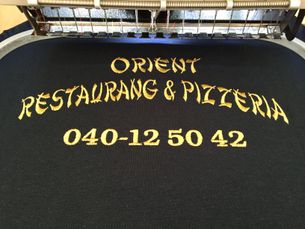 ORIENT
RESTAURANG & PIZZERIA
040-12 50 42